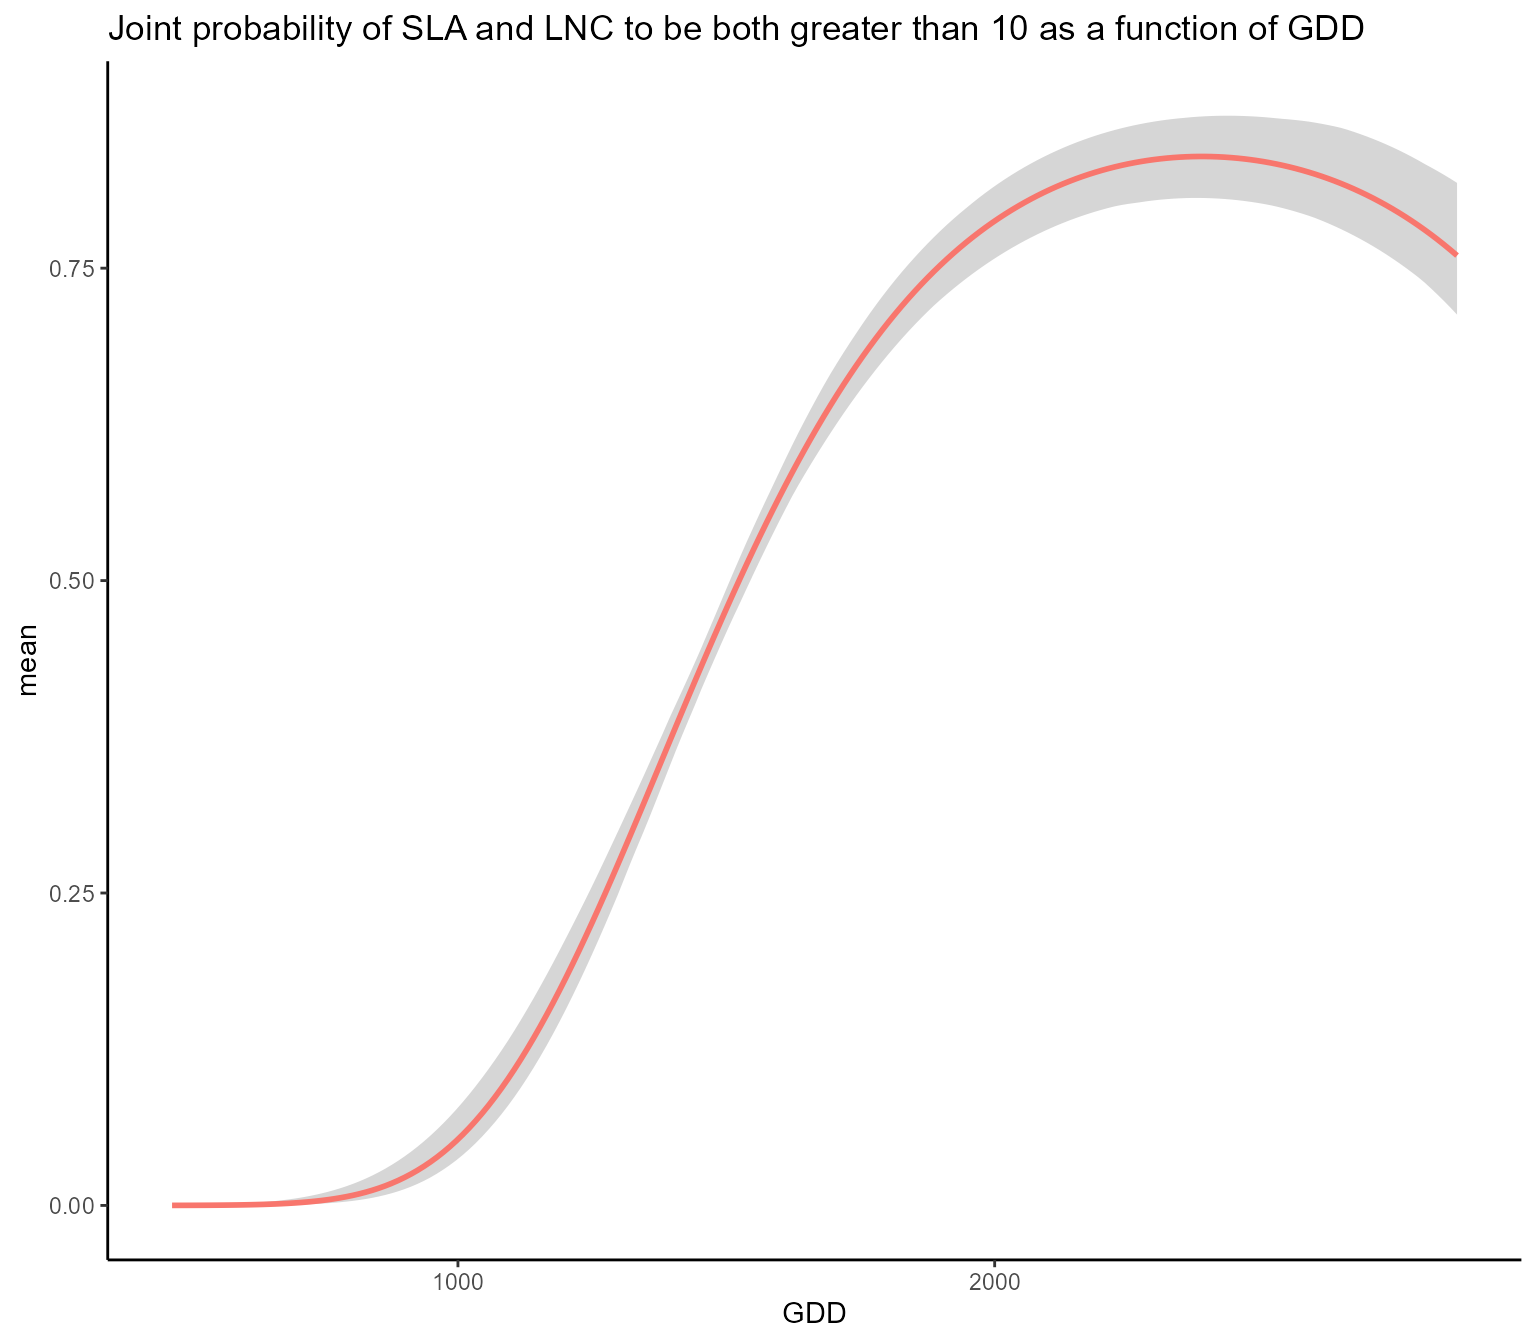 Joint probability of SLA and LNC to be both greater than 10 as a function of GDD
0.75
0.50
mean
0.25
0.00
1000 2000
GDD